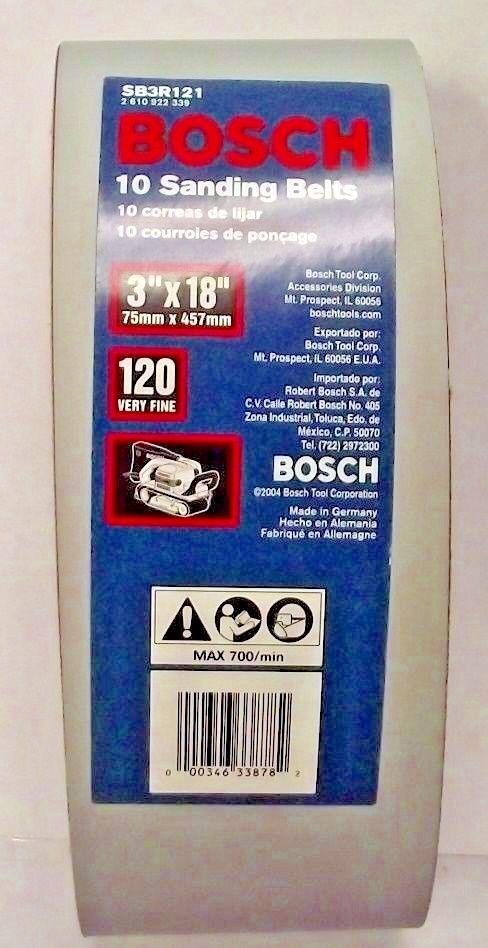 SB3R121
2 610 922 339
BOSCH
10 Sanding Belts
10 correas de lijar
10 courroies de ponçage
3" x 18"
75mm x 457mm
120
VERY FINE
Bosch Tool Corp.
Accessories Division
Mt. Prospect, IL 60056
boschtools.com
Exportado por:
Bosch Tool Corp.
Mt. Prospect, IL 60056 E.U.A.
Importado por:
Robert Bosch S.A. de
C.V. Calle Robert Bosch No. 405
Zona Industrial, Toluca, Edo. de
México, C.P. 50070
Tel. (722) 2972300
BOSCH
©2004 Bosch Tool Corporation
Made in Germany
Hecho en Alemania
Fabriqué en Allemagne
MAX 700/min
0 00346 33878 2